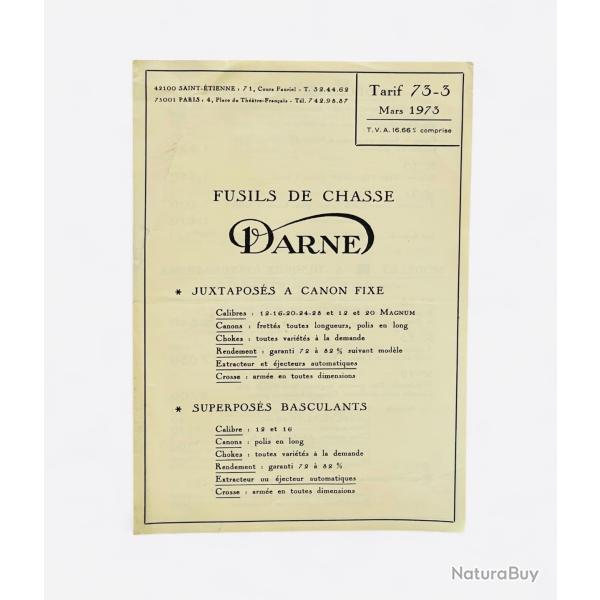 42100 SAINT-ÉTIENNE : 71, Cours Fauriel - T. 32.44.62
75001 PARIS : 4, Place du Théâtre-Français - Tél. 742.98.87
Tarif 73-3
Mars 1973
T.V.A. 16.66 % comprise
FUSILS DE CHASSE
DARNE
* JUXTAPOSÉS A CANON FIXE
Calibres : 12-16-20-24-28 et 12 et 20 MAGNUM
Canons : frettés toutes longueurs, polis en long
Chokes : toutes variétés à la demande
Rendement : garanti 72 à 82 % suivant modèle
Extracteur et éjecteurs automatiques
Crosse : armée en toutes dimensions
* SUPERPOSÉS BASCULANTS
Calibre : 12 et 16
Canons : polis en long
Chokes : toutes variétés à la demande
Rendement : garanti 72 à 82 %
Extracteur ou éjecteur automatiques
Crosse : armée en toutes dimensions
NaturaBuy